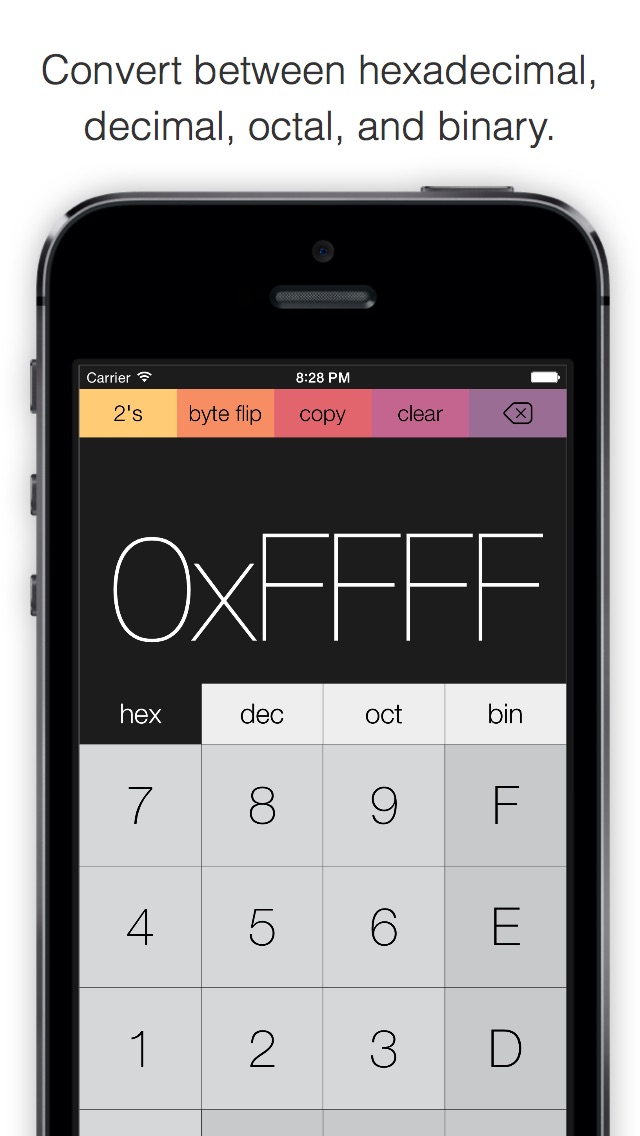 Convert between hexadecimal,
decimal, octal, and binary.
Carrier 8:28 PM
2's byte flip copy clear
0xFFFF
hex dec oct bin
7 8 9 F
4 5 6 E
1 2 3 D